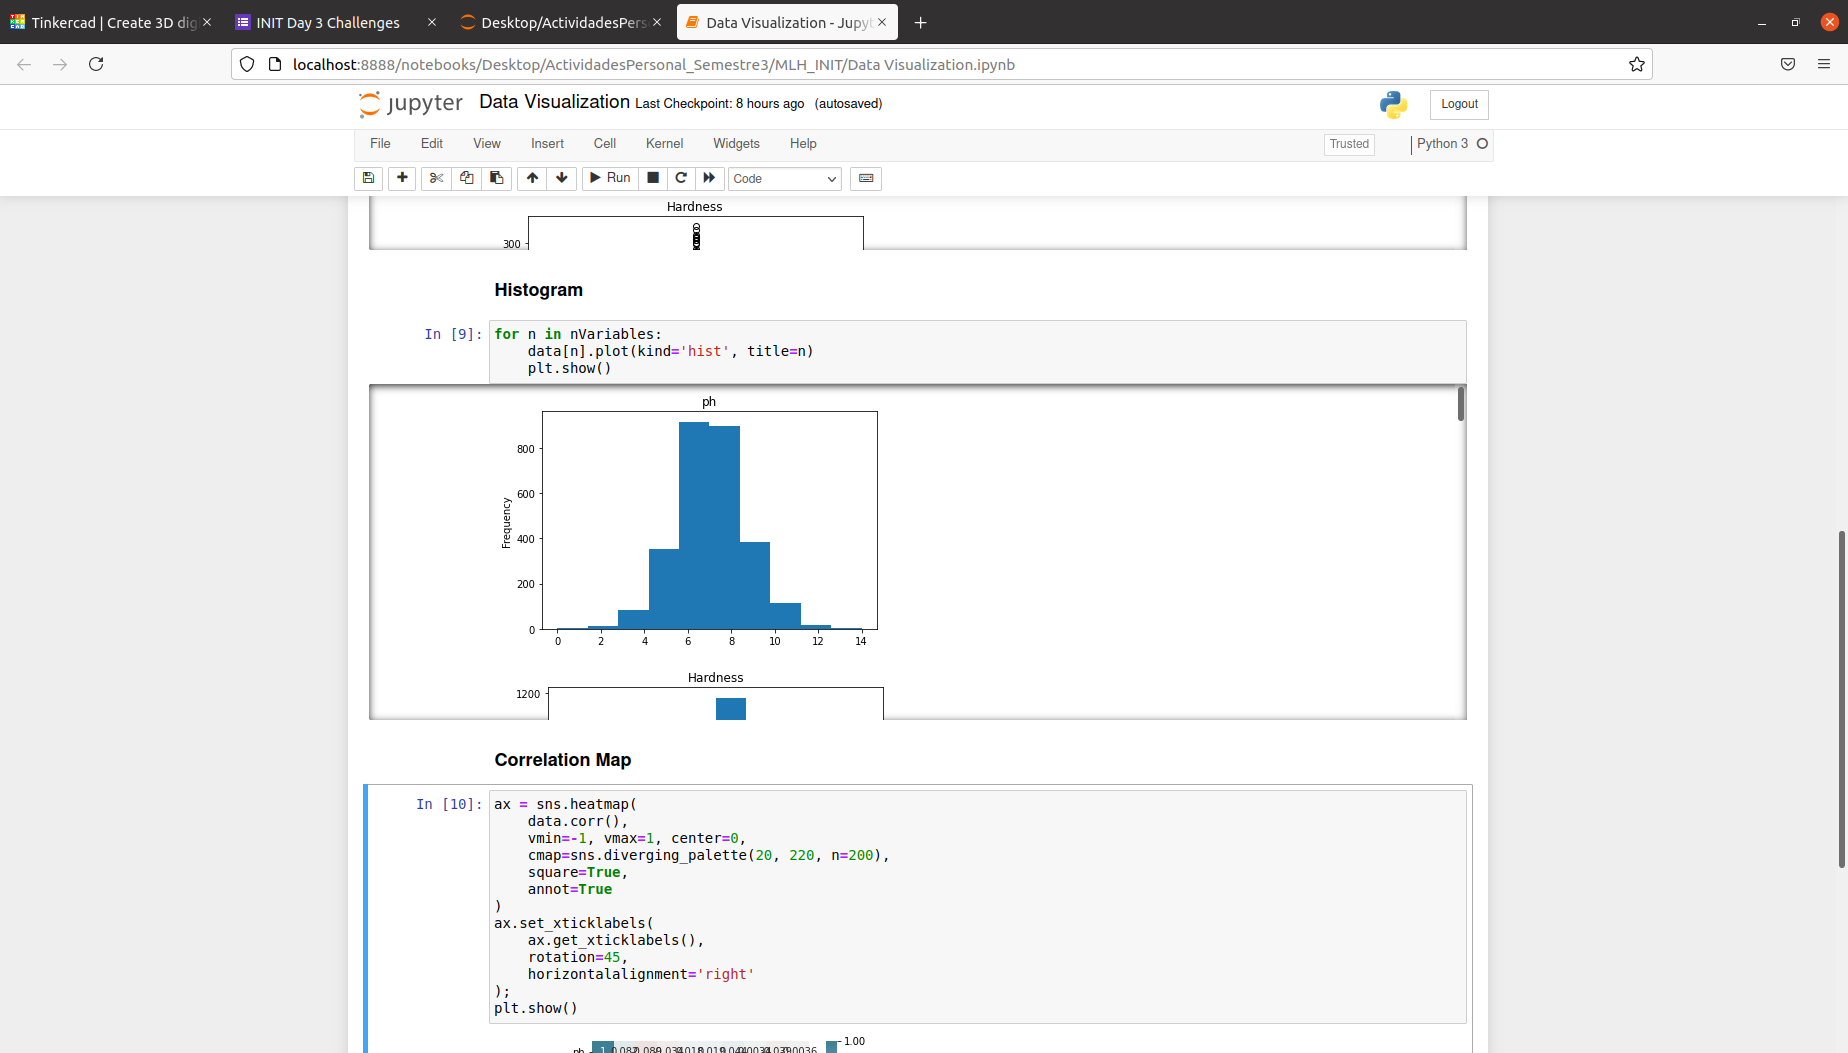 Tinkercad | Create 3D dig
INIT Day 3 Challenges
Desktop/ActividadesPers
Data Visualization - Jupyt
localhost:8888/notebooks/Desktop/ActividadesPersonal_Semestre3/MLH_INIT/Data Visualization.ipynb
jupyter Data Visualization Last Checkpoint: 8 hours ago (autosaved)
Logout
File Edit View Insert Cell Kernel Widgets Help
Trusted
Python 3
Run
Code
Hardness
300
Histogram
In [9]:
for n in nVariables:
data[n].plot(kind='hist', title=n)
plt.show()
ph
Frequency
800
600
400
200
0
0 2 4 6 8 10 12 14
Hardness
1200
Correlation Map
In [10]:
ax = sns.heatmap(
data.corr(),
vmin=-1, vmax=1, center=0,
cmap=sns.diverging_palette(20, 220, n=200),
square=True,
annot=True
)
ax.set_xticklabels(
ax.get_xticklabels(),
rotation=45,
horizontalalignment='right'
);
plt.show()
ph
1
1.00